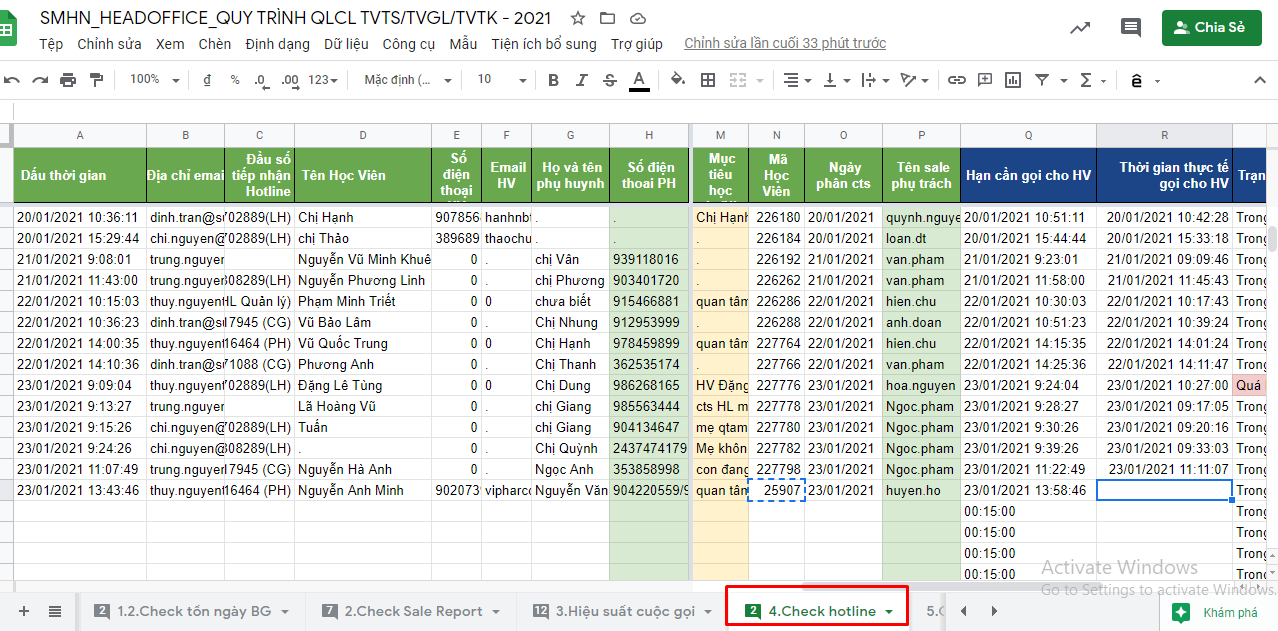 SMHN_HEADOFFICE_QUY TRÌNH QLCL TVTS/TVGL/TVTK - 2021
Tệp Chỉnh sửa Xem Chèn Định dạng Dữ liệu Công cụ Mẫu Tiện ích bổ sung Trợ giúp Chỉnh sửa lần cuối 33 phút trước
Chia Sẻ
100% đ % .0 .00 123 Mặc định (... 10 B I S A
A B C D E F G H M N O P Q R
Dấu thời gian Địa chỉ emai Đầu số tiếp nhận Hotline Tên Học Viên Số điện thoại Email HV Họ và tên phụ huynh Số điện thoai PH Mục tiêu học Mã Học Viên Ngày phân cts Tên sale phụ trách Hạn cần gọi cho HV Thời gian thực tế gọi cho HV Trạn
20/01/2021 10:36:11 dinh.tran@s 702889(LH) Chị Hạnh 907856 hanhnbt . . Chị Hạnh 226180 20/01/2021 quynh.nguye 20/01/2021 10:51:11 20/01/2021 10:42:28 Trong
20/01/2021 15:29:44 chi.nguyen@ 702889(LH) chị Thảo 389689 thaochu . . . 226184 20/01/2021 loan.dt 20/01/2021 15:44:44 20/01/2021 15:33:18 Trong
21/01/2021 9:08:01 trung.nguyer Nguyễn Vũ Minh Khuê 0 . chị Vân 939118016 . 226192 21/01/2021 van.pham 21/01/2021 9:23:01 21/01/2021 09:09:46 Trong
21/01/2021 11:43:00 trung.nguyer 308289(LH) Nguyễn Phương Linh 0 . chị Phương 903401720 . 226262 21/01/2021 van.pham 21/01/2021 11:58:00 21/01/2021 11:45:43 Trong
22/01/2021 10:15:03 thuy.nguyent HL Quản lý) Phạm Minh Triết 0 0 chưa biết 915466881 quan tâm 226286 22/01/2021 hien.chu 22/01/2021 10:30:03 22/01/2021 10:17:43 Trong
22/01/2021 10:36:23 dinh.tran@s 17945 (CG) Vũ Bảo Lâm 0 . Chị Nhung 912953999 . 226288 22/01/2021 anh.doan 22/01/2021 10:51:23 22/01/2021 10:39:24 Trong
22/01/2021 14:00:35 thuy.nguyent 16464 (PH) Vũ Quốc Trung 0 0 Chị Hạnh 978459899 quan tâm 227764 22/01/2021 hien.chu 22/01/2021 14:15:35 22/01/2021 14:01:24 Trong
22/01/2021 14:10:36 dinh.tran@s 71088 (CG) Phương Anh 0 . Chị Thanh 362535174 . 227766 22/01/2021 van.pham 22/01/2021 14:25:36 22/01/2021 14:11:47 Trong
23/01/2021 9:09:04 thuy.nguyent 702889(LH) Đặng Lê Tùng 0 0 Chị Dung 986268165 HV Đặng 227776 23/01/2021 hoa.nguyen 23/01/2021 9:24:04 23/01/2021 10:27:00 Quá
23/01/2021 9:13:27 trung.nguyer Lã Hoàng Vũ 0 . chị Giang 985563444 cts HL m 227778 23/01/2021 Ngoc.pham 23/01/2021 9:28:27 23/01/2021 09:17:05 Trong
23/01/2021 9:15:26 chi.nguyen@ 702889(LH) Tuấn 0 . chị Giang 904134647 mẹ qtam 227780 23/01/2021 Ngoc.pham 23/01/2021 9:30:26 23/01/2021 09:20:16 Trong
23/01/2021 9:24:26 chi.nguyen@ 308289(LH) . 0 . Chị Quỳnh 2437474179 Mẹ khôn 227782 23/01/2021 Ngoc.pham 23/01/2021 9:39:26 23/01/2021 09:33:03 Trong
23/01/2021 11:07:49 trung.nguyer 17945 (CG) Nguyễn Hà Anh 0 . Ngọc Anh 353858998 con đang 227798 23/01/2021 Ngoc.pham 23/01/2021 11:22:49 23/01/2021 11:11:07 Trong
23/01/2021 13:43:46 thuy.nguyent 16464 (PH) Nguyễn Anh Minh 902073 vipharco Nguyễn Văn 904220559/9 quan tâm 25907 23/01/2021 huyen.ho 23/01/2021 13:58:46 Trong
00:15:00 Trong
00:15:00 Trong
00:15:00 Trong
00:15:00 Trong
Activate Windows
Go to Settings to activate Windows.
2 1.2.Check tồn ngày BG 7 2.Check Sale Report 12 3.Hiệu suất cuộc gọi 2 4.Check hotline 5.C Khám phá